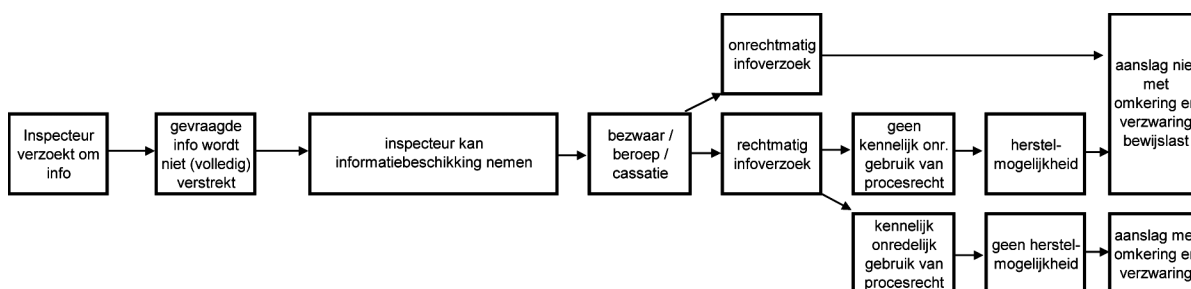 Inspecteur
verzoekt om
info
gevraagde
info wordt
niet (volledig)
verstrekt
inspecteur kan
informatiebeschikking nemen
bezwaar /
beroep /
cassatie
onrechtmatig
infoverzoek
rechtmatig
infoverzoek
geen
kennelijk onr.
gebruik van
procesrecht
herstel-
mogelijkheid
aanslag nie
met
omkering en
verzwaring
bewijslast
kennelijk
onredelijk
gebruik van
procesrecht
geen herstel-
mogelijkheid
aanslag me
omkering en
verzwaring